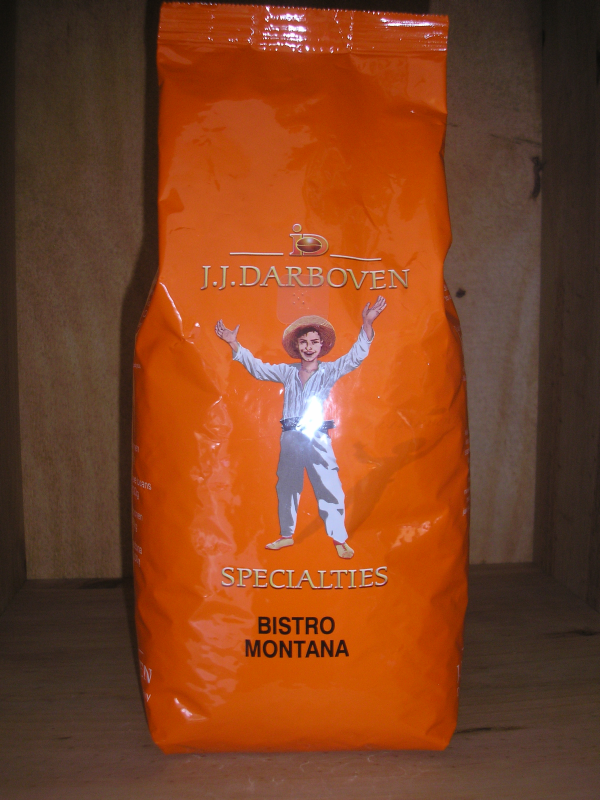 J.J.DARBOVEN
SPECIALTIES
BISTRO
MONTANA